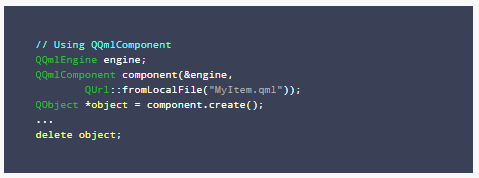 // Using QQmlComponent
QQmlEngine engine;
QQmlComponent component(&engine,
        QUrl::fromLocalFile("MyItem.qml"));
QObject *object = component.create();
...
delete object;